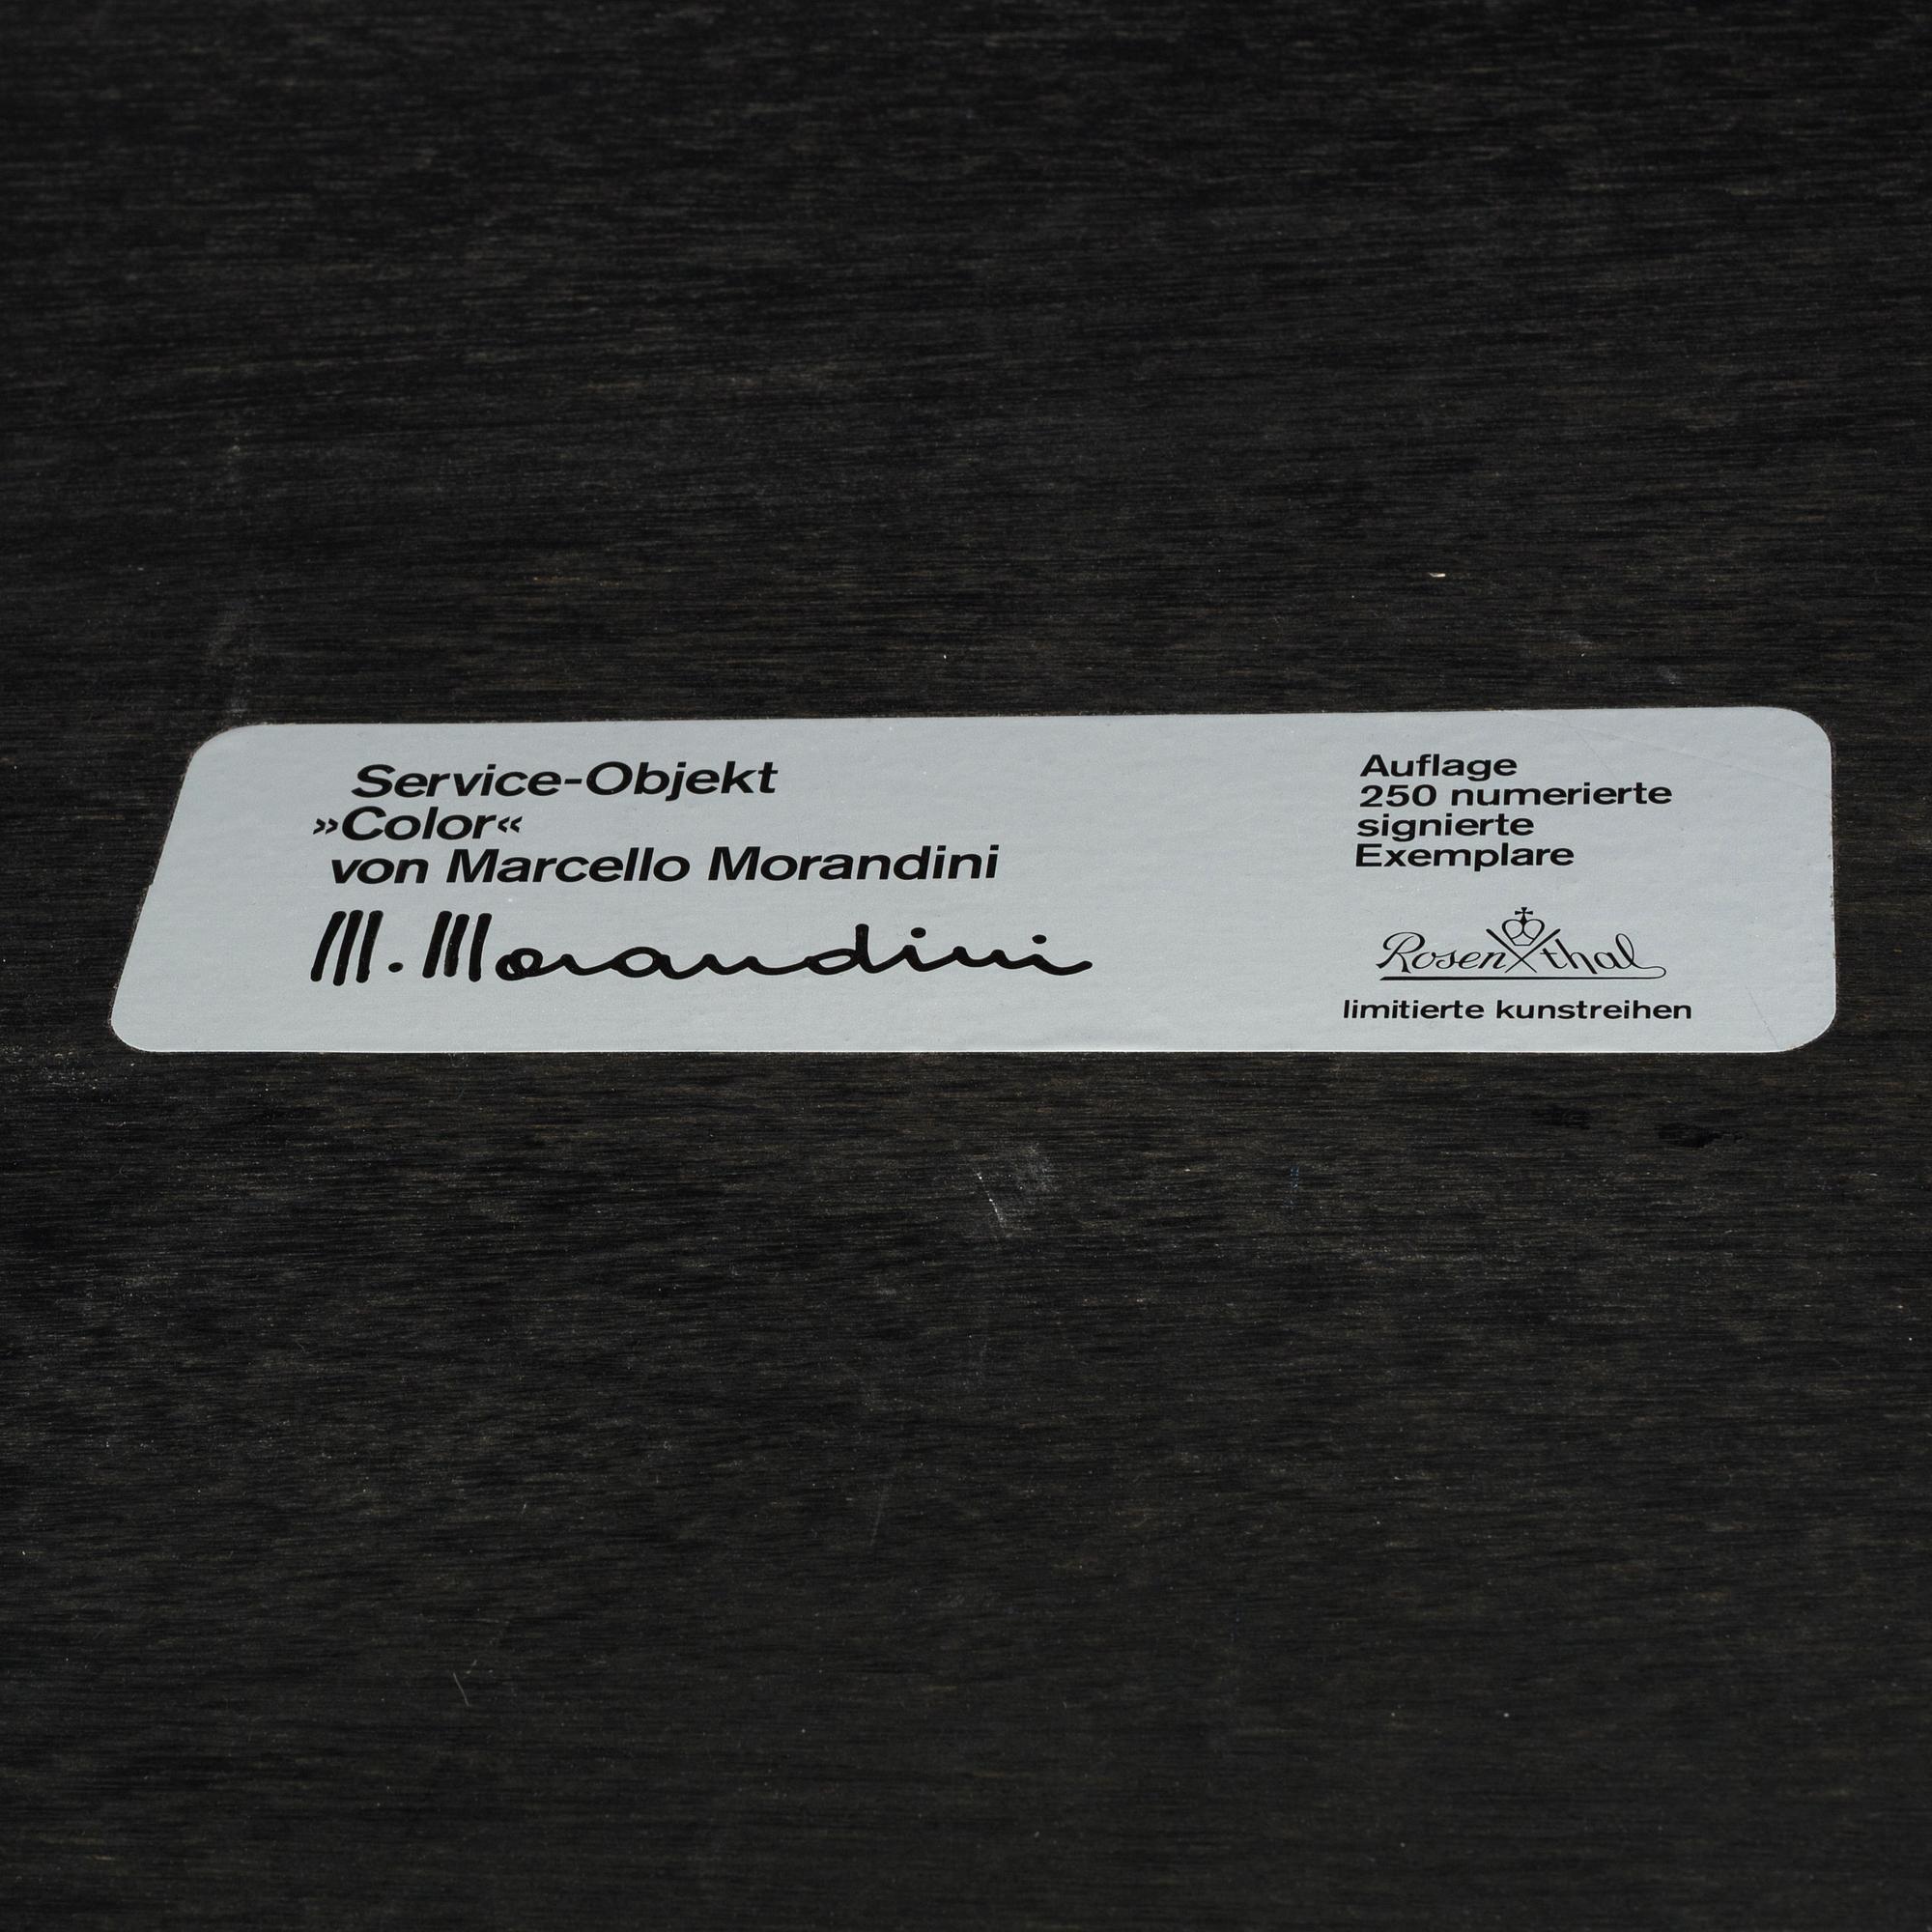 Service-Objekt
»Color«
von Marcello Morandini
M. Morandini
Auflage
250 numerierte
signierte
Exemplare
Rosenthal
limitierte kunstreihen